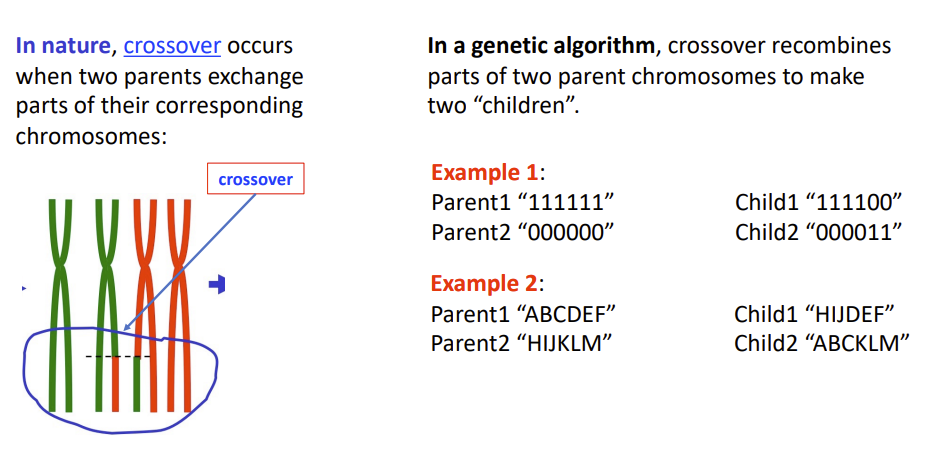 In nature, crossover occurs
when two parents exchange
parts of their corresponding
chromosomes:
crossover
In a genetic algorithm, crossover recombines
parts of two parent chromosomes to make
two “children”.
Example 1:
Parent1 “111111” Child1 “111100”
Parent2 “000000” Child2 “000011”
Example 2:
Parent1 “ABCDEF” Child1 “HIJDEF”
Parent2 “HIJKLM” Child2 “ABCKLM”